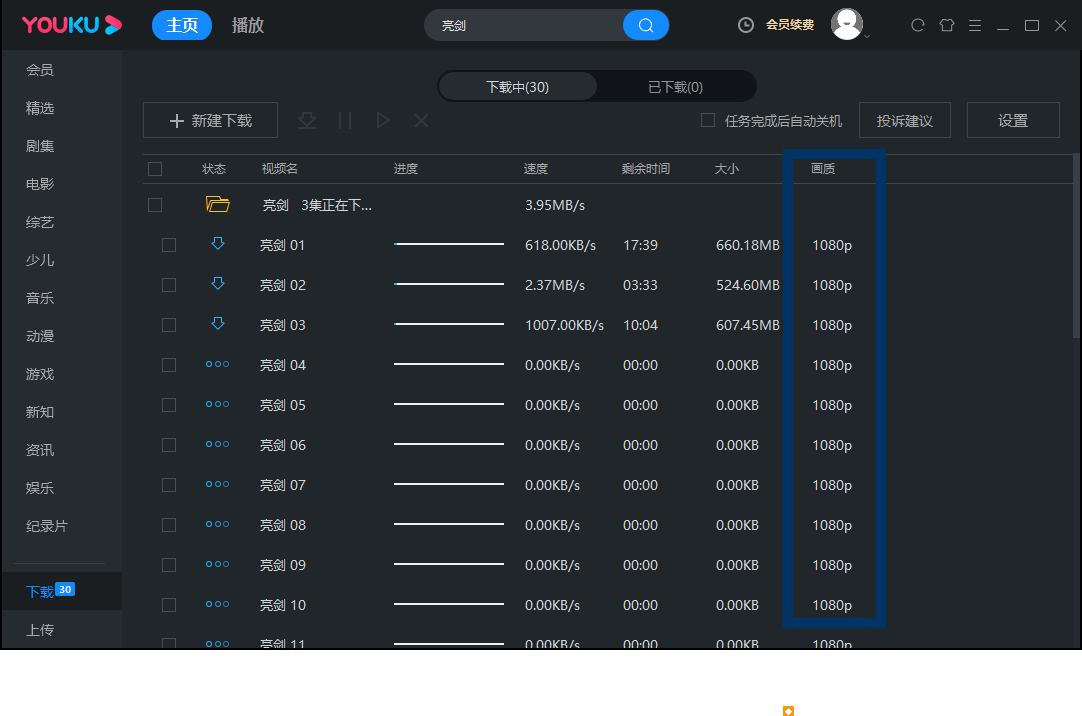 YOUKU 主页 播放 亮剑 会员续费
会员
精选
剧集
电影
综艺
少儿
音乐
动漫
游戏
新知
资讯
娱乐
纪录片
下载 30
上传
下载中(30) 已下载(0)
新建下载 任务完成后自动关机 投诉建议 设置
状态 视频名 进度 速度 剩余时间 大小 画质
亮剑 3集正在下... 3.95MB/s
亮剑 01 618.00KB/s 17:39 660.18MB 1080p
亮剑 02 2.37MB/s 03:33 524.60MB 1080p
亮剑 03 1007.00KB/s 10:04 607.45MB 1080p
亮剑 04 0.00KB/s 00:00 0.00KB 1080p
亮剑 05 0.00KB/s 00:00 0.00KB 1080p
亮剑 06 0.00KB/s 00:00 0.00KB 1080p
亮剑 07 0.00KB/s 00:00 0.00KB 1080p
亮剑 08 0.00KB/s 00:00 0.00KB 1080p
亮剑 09 0.00KB/s 00:00 0.00KB 1080p
亮剑 10 0.00KB/s 00:00 0.00KB 1080p
亮剑 11 0.00KB/s 00:00 0.00KB 1080p